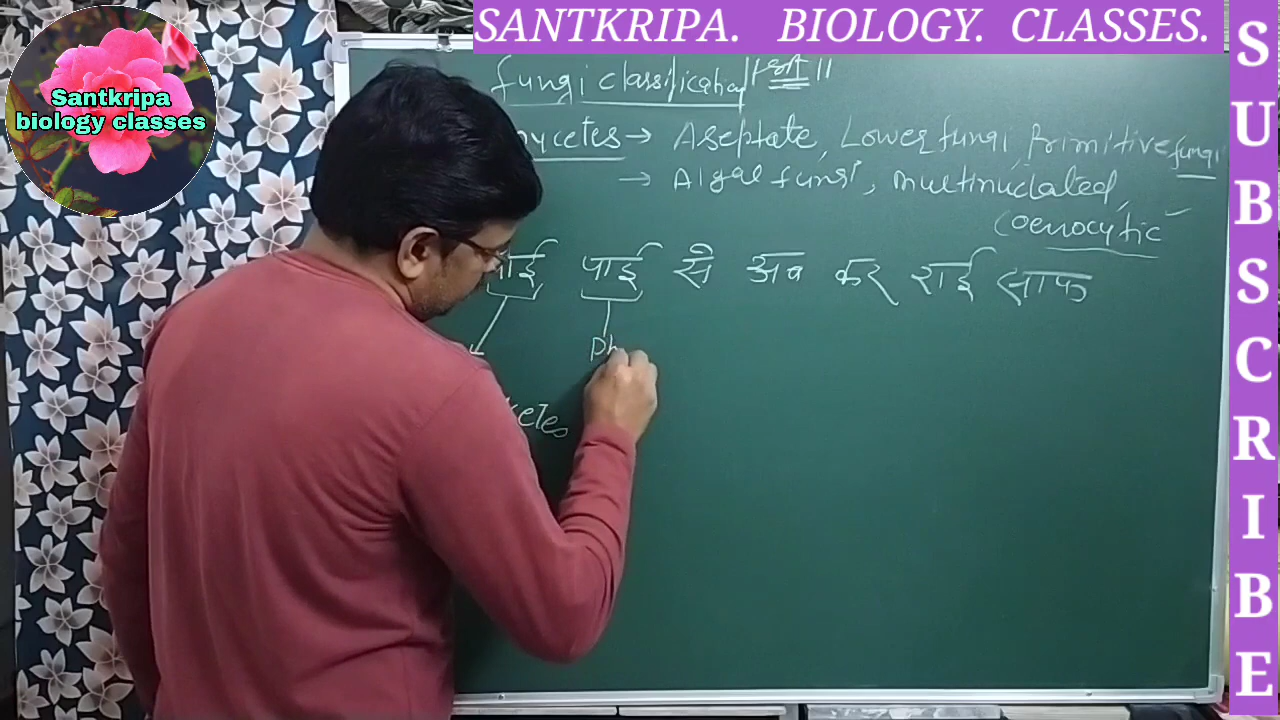 SANTKRIPA. BIOLOGY. CLASSES.
SUBSCRIBE
Santkripa
biology classes
fungi classification
mycetes → Aseptate, Lower fungi, Primitive fungi
→ Algal fungi, multinucleated,
coenocytic
पाई से अब कर राई साफ
Ph